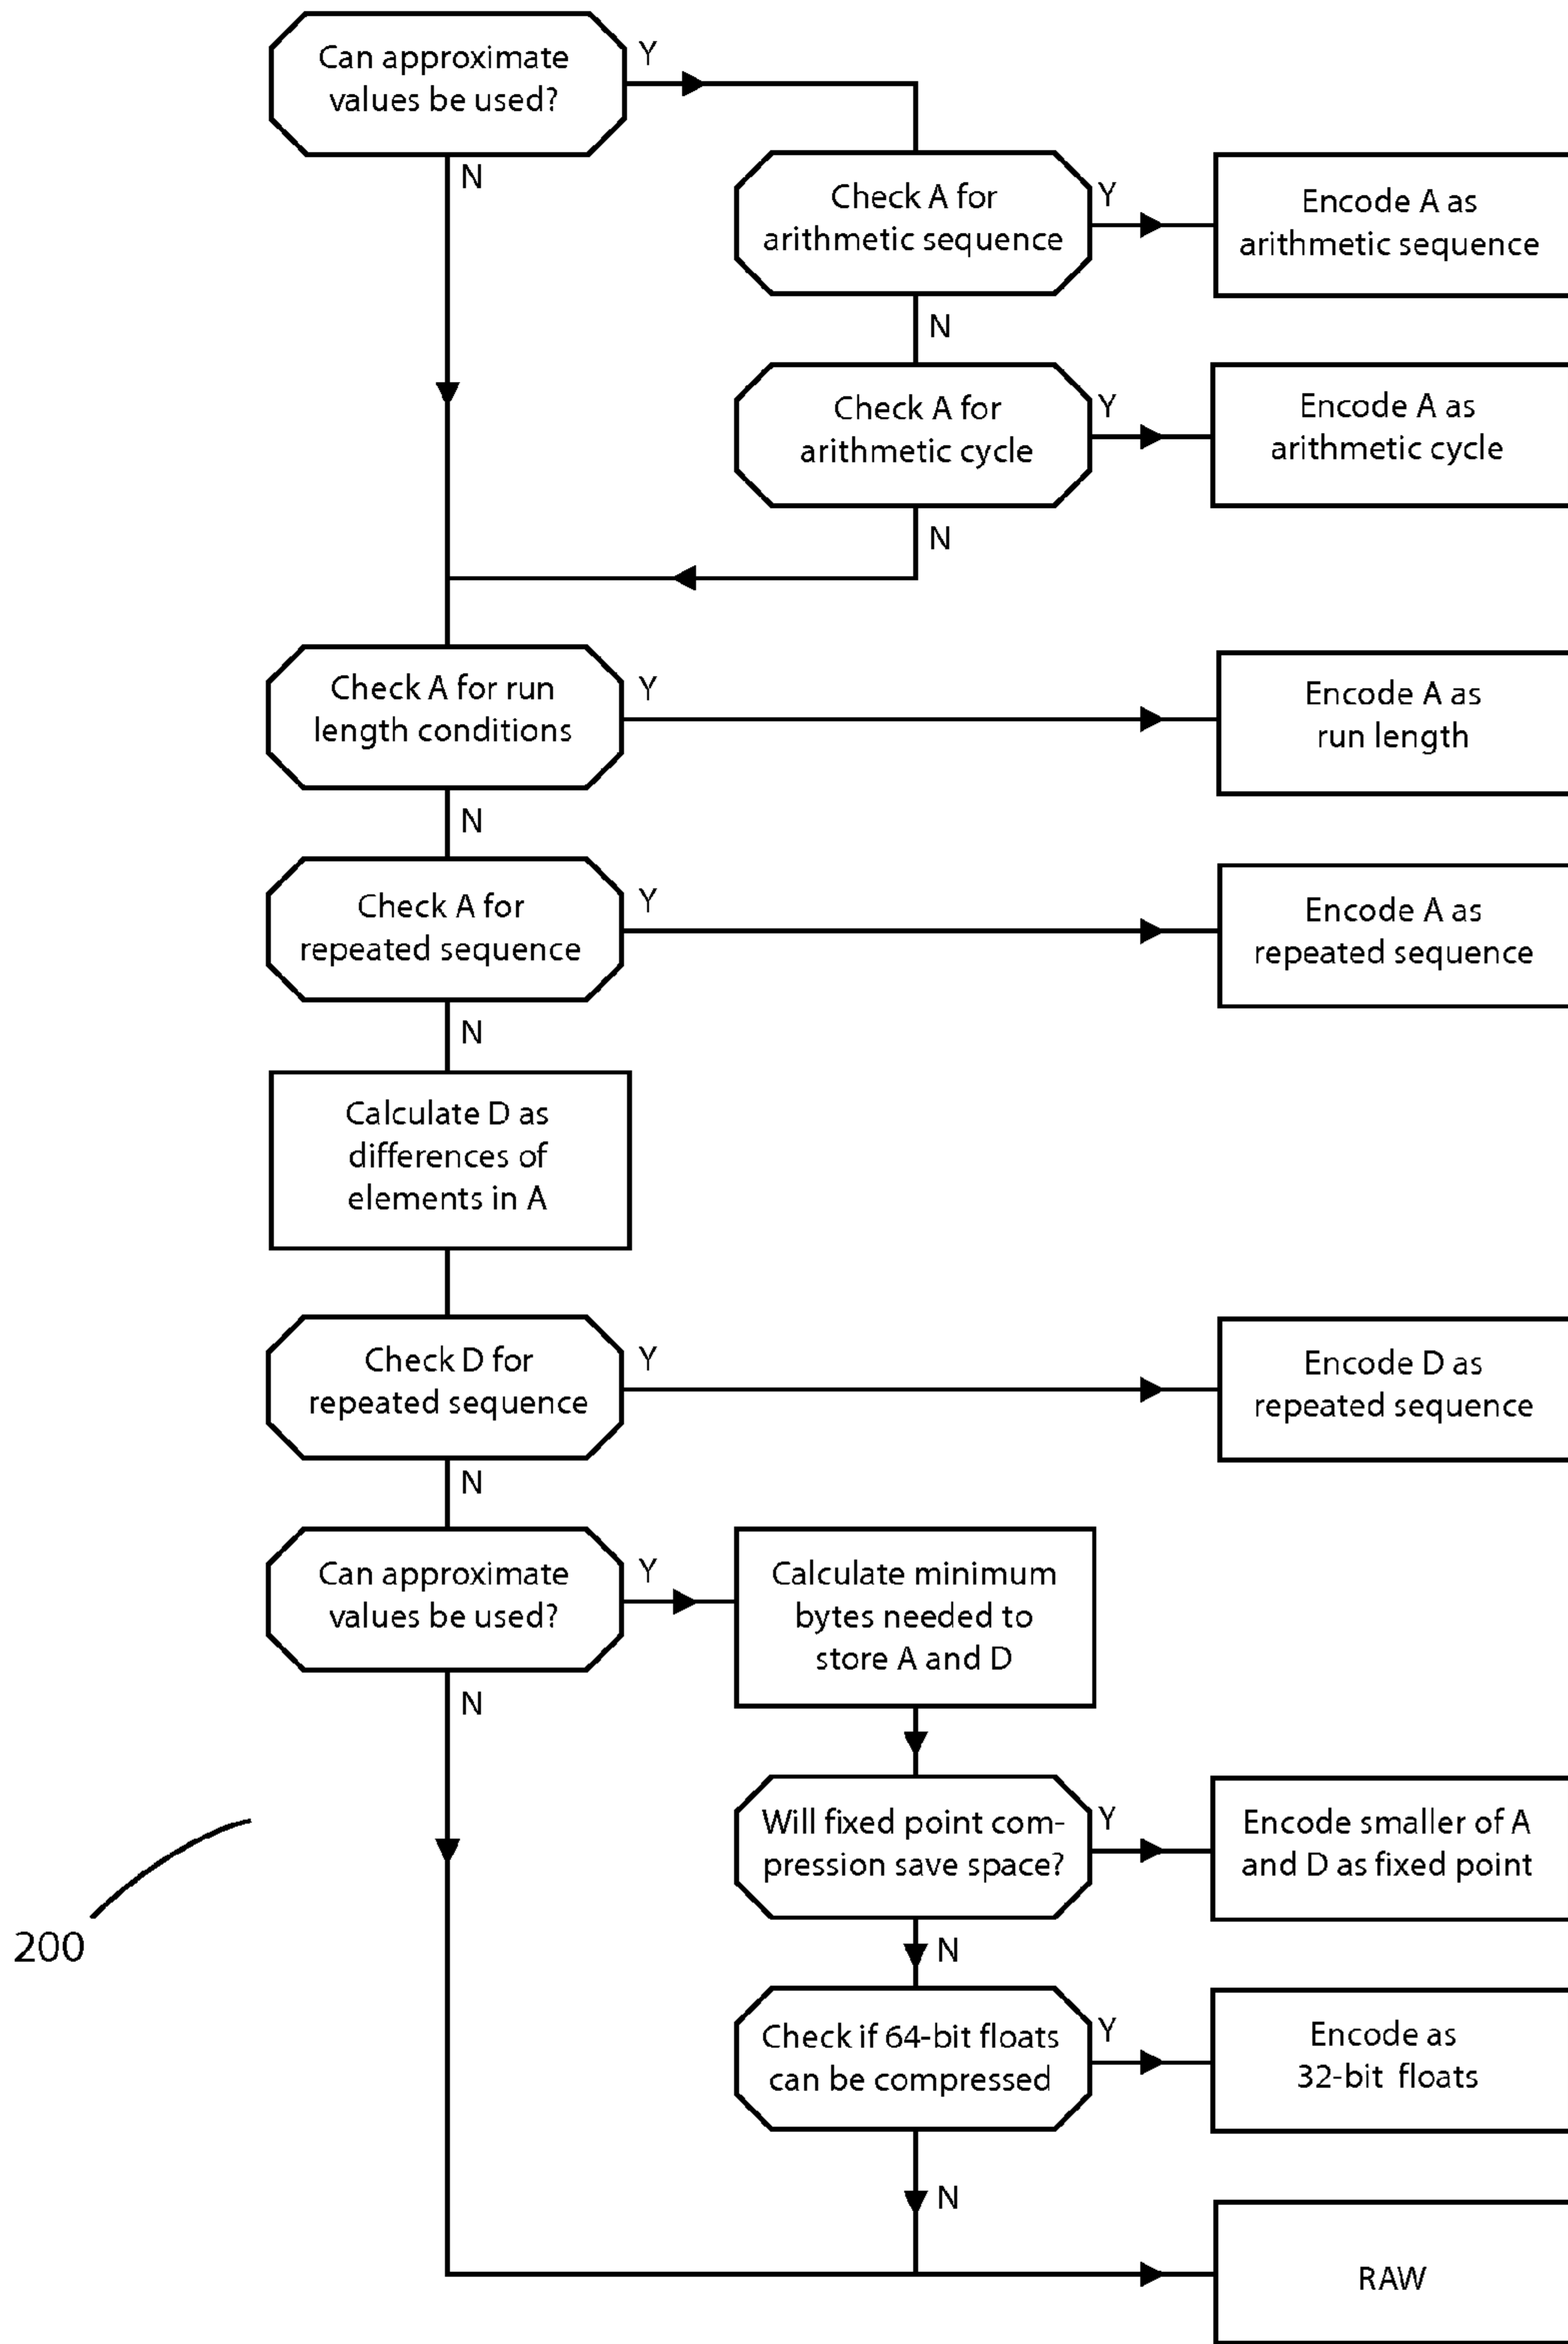 Can approximate
values be used?
Y
N
Check A for
arithmetic sequence
Y
Encode A as
arithmetic sequence
N
Check A for
arithmetic cycle
Y
Encode A as
arithmetic cycle
N
Check A for run
length conditions
Y
Encode A as
run length
N
Check A for
repeated sequence
Y
Encode A as
repeated sequence
N
Calculate D as
differences of
elements in A
Check D for
repeated sequence
Y
Encode D as
repeated sequence
N
Can approximate
values be used?
Y
Calculate minimum
bytes needed to
store A and D
N
Will fixed point com-
pression save space?
Y
Encode smaller of A
and D as fixed point
200
N
Check if 64-bit floats
can be compressed
Y
Encode as
32-bit floats
N
RAW